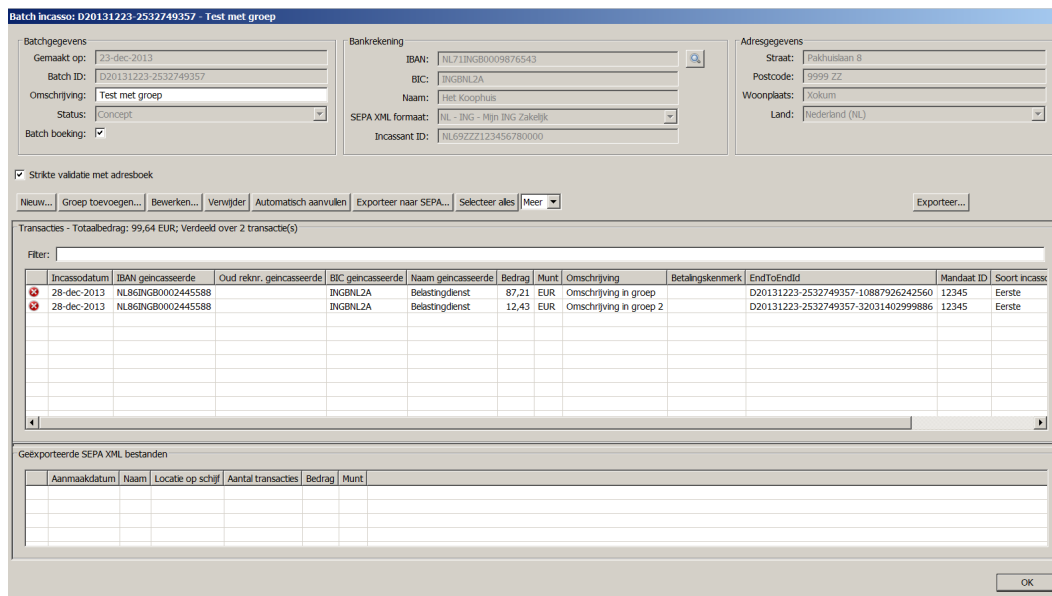 Batch incasso: D20131223-2532749357 - Test met groep
Batchgegevens
Gemaakt op: 23-dec-2013
Batch ID: D20131223-2532749357
Omschrijving: Test met groep
Status: Concept
Batch boeking:
Bankrekening
IBAN: NL71INGB0009876543
BIC: INGBNL2A
Naam: Het Koophuis
SEPA XML formaat: NL - ING - Mijn ING Zakelijk
Incassant ID: NL69ZZZ123456780000
Adresgegevens
Straat: Pakhuislaan 8
Postcode: 9999 ZZ
Woonplaats: Xokum
Land: Nederland (NL)
Strikte validatie met adresboek
Nieuw... Groep toevoegen... Bewerken... Verwijder Automatisch aanvullen Exporteer naar SEPA... Selecteer alles Meer Exporteer...
Transacties - Totaalbedrag: 99,64 EUR; Verdeeld over 2 transactie(s)
Filter:
Incassodatum IBAN geincasseerde Oud reknr. geincasseerde BIC geincasseerde Naam geincasseerde Bedrag Munt Omschrijving Betalingskenmerk EndToEndId Mandaat ID Soort incasso
28-dec-2013 NL86INGB0002445588 INGBNL2A Belastingdienst 87,21 EUR Omschrijving in groep D20131223-2532749357-10887926242560 12345 Eerste
28-dec-2013 NL86INGB0002445588 INGBNL2A Belastingdienst 12,43 EUR Omschrijving in groep 2 D20131223-2532749357-32031402999886 12345 Eerste
Geëxporteerde SEPA XML bestanden
Aanmaakdatum Naam Locatie op schijf Aantal transacties Bedrag Munt
OK